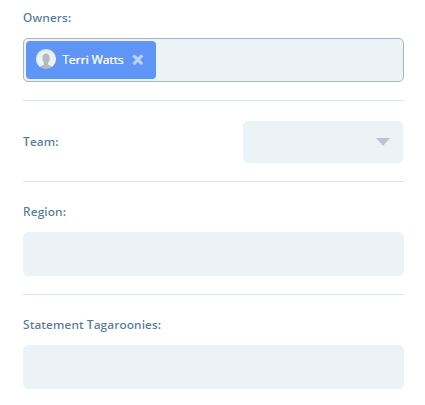 Owners:
Terri Watts
Team:
Region:
Statement Tagaroonies: